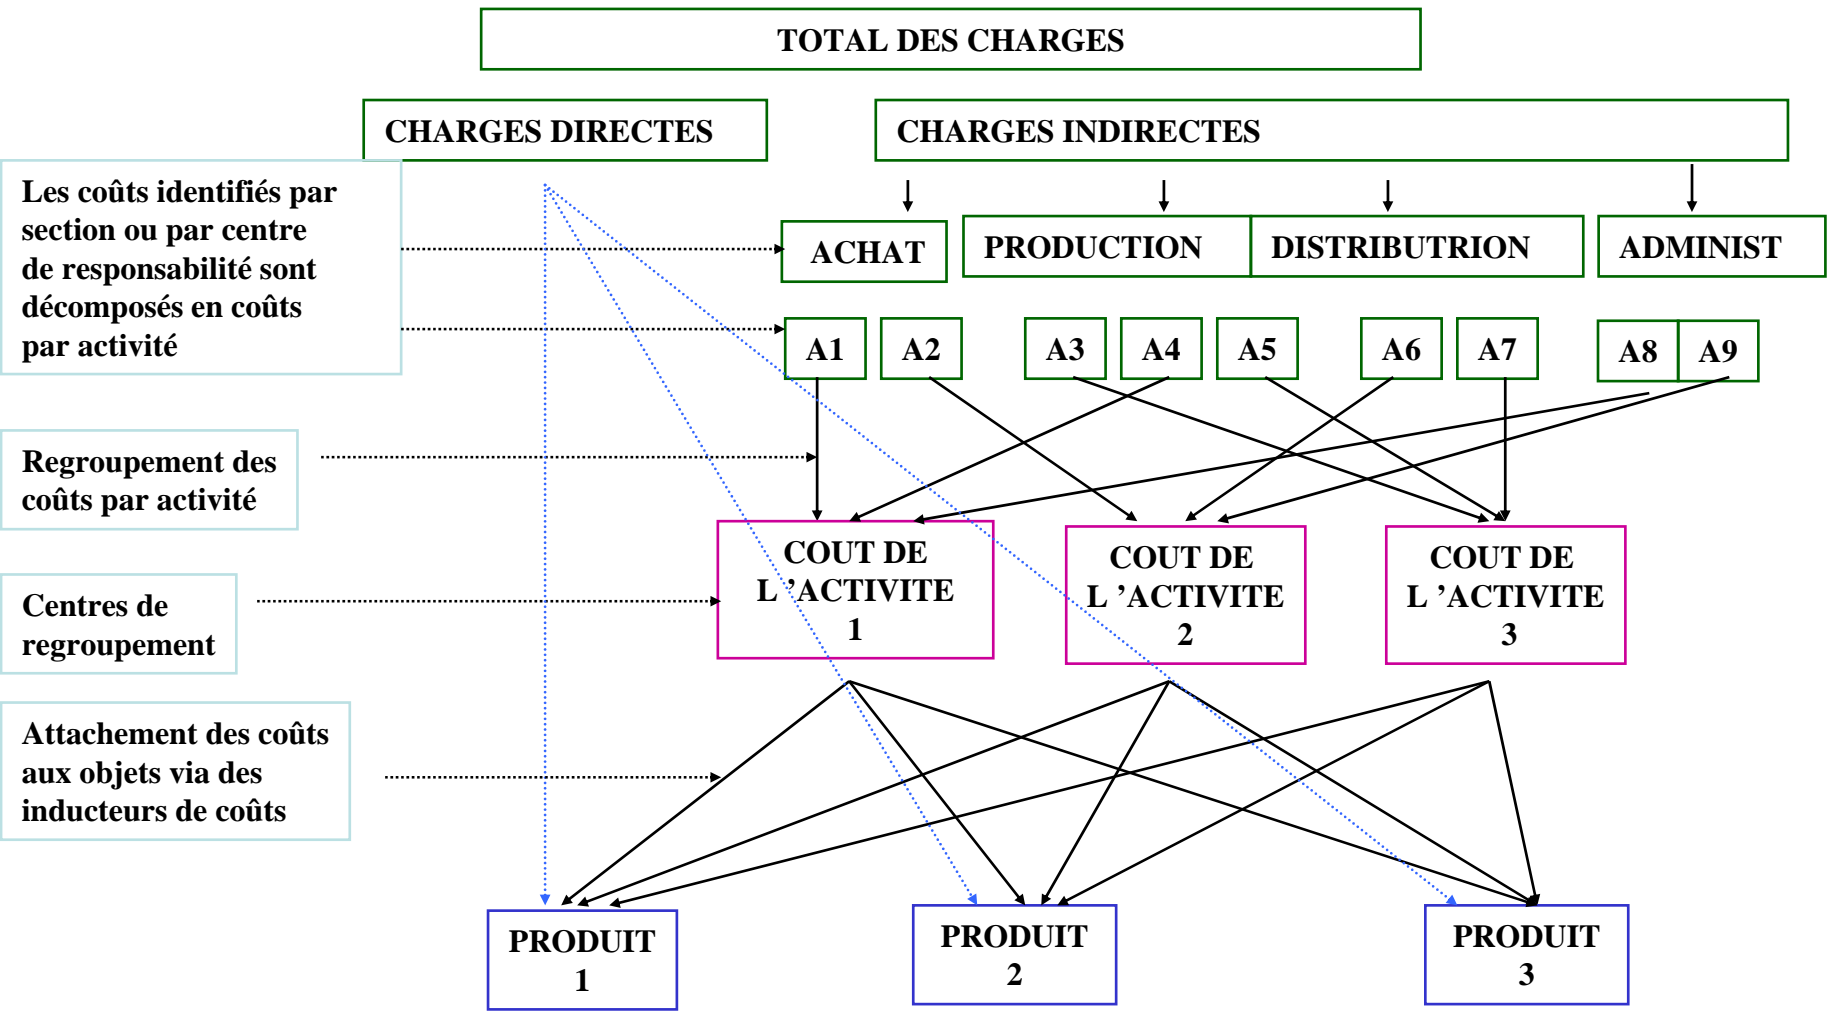 TOTAL DES CHARGES
CHARGES DIRECTES
CHARGES INDIRECTES
Les coûts identifiés par
section ou par centre
de responsabilité sont
décomposés en coûts
par activité
ACHAT
PRODUCTION
DISTRIBUTRION
ADMINIST
A1
A2
A3
A4
A5
A6
A7
A8
A9
Regroupement des
coûts par activité
Centres de
regroupement
COUT DE
L ’ACTIVITE
1
COUT DE
L ’ACTIVITE
2
COUT DE
L ’ACTIVITE
3
Attachement des coûts
aux objets via des
inducteurs de coûts
PRODUIT
1
PRODUIT
2
PRODUIT
3